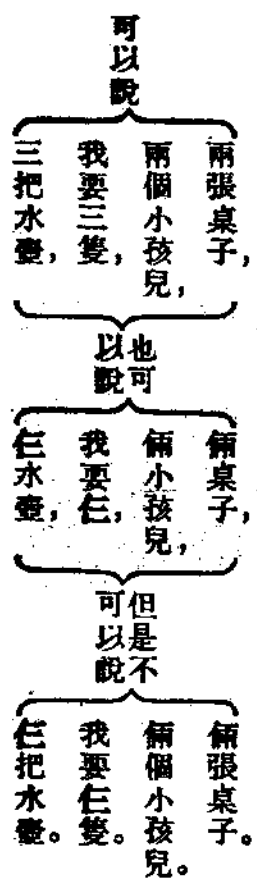 可以說
兩張桌子，
兩個小孩兒，
我要三隻，
三把水壺，
也可
以說
倆桌子，
倆小孩兒，
我要仨，
仨水壺，
但是不
可以說
倆張桌子。
倆個小孩兒。
我要仨隻。
仨把水壺。